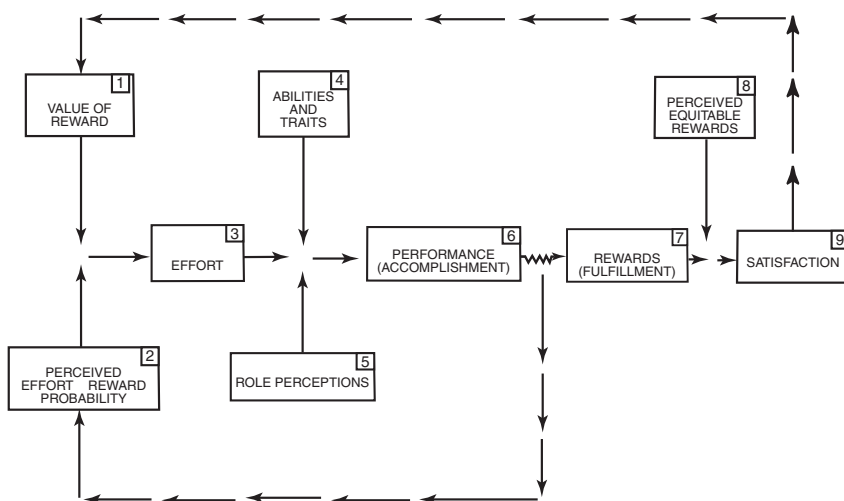 1
VALUE OF
REWARD
4
ABILITIES
AND
TRAITS
8
PERCEIVED
EQUITABLE
REWARDS
3
EFFORT
6
PERFORMANCE
(ACCOMPLISHMENT)
7
REWARDS
(FULFILLMENT)
9
SATISFACTION
2
PERCEIVED
EFFORT REWARD
PROBABILITY
5
ROLE PERCEPTIONS